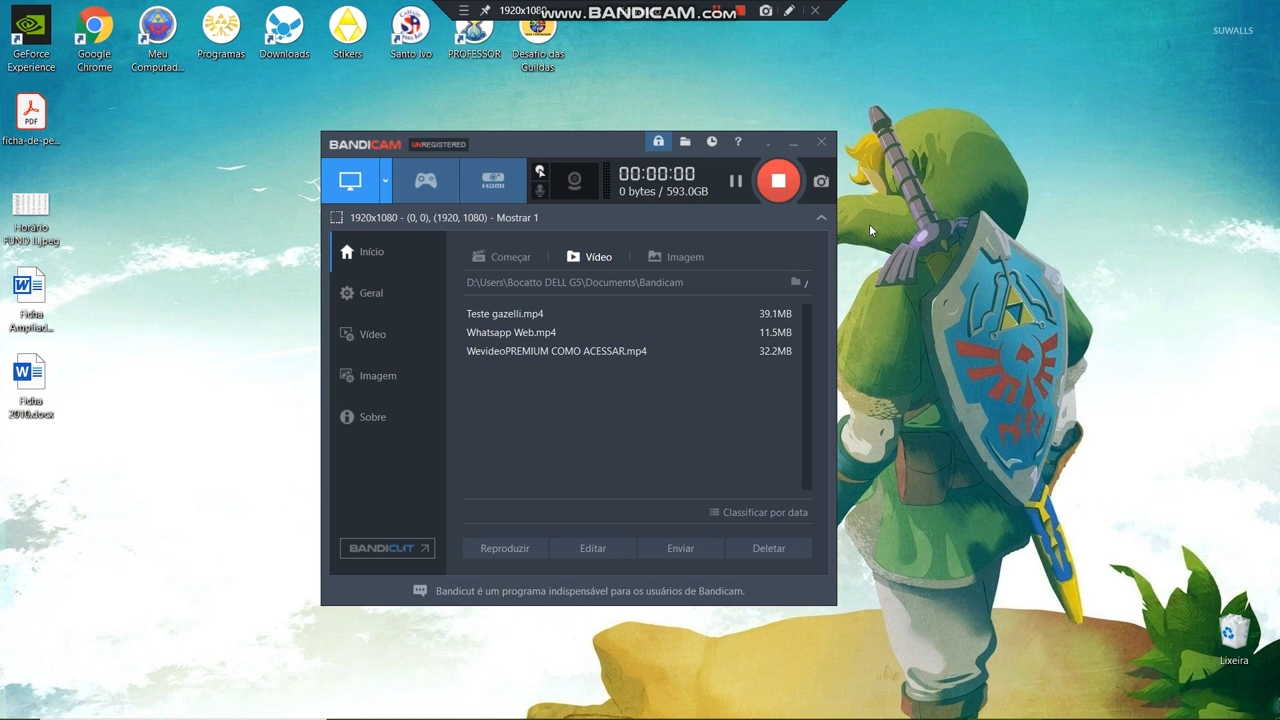 1920x1080
www.BANDICAM.com
SUWALLS
GeForce
Experience
Google
Chrome
Meu
Computad...
Programas
Downloads
Stikers
Santo Ivo
PROFESSOR
Desafio das
Guildas
PDF
ficha-de-pe...
Horário
FUND II.jpeg
Ficha
Ampliad...
Ficha
2010.docx
Lixeira
BANDICAM UNREGISTERED
HDMI
00:00:00
0 bytes / 593.0GB
1920x1080 - (0, 0), (1920, 1080) - Mostrar 1
Início
Geral
Vídeo
Imagem
Sobre
BANDICUT
Começar
Vídeo
Imagem
D:\Users\Bocatto DELL G5\Documents\Bandicam
Teste gazelli.mp4 39.1MB
Whatsapp Web.mp4 11.5MB
WevideoPREMIUM COMO ACESSAR.mp4 32.2MB
Classificar por data
Reproduzir
Editar
Enviar
Deletar
Bandicut é um programa indispensável para os usuários de Bandicam.